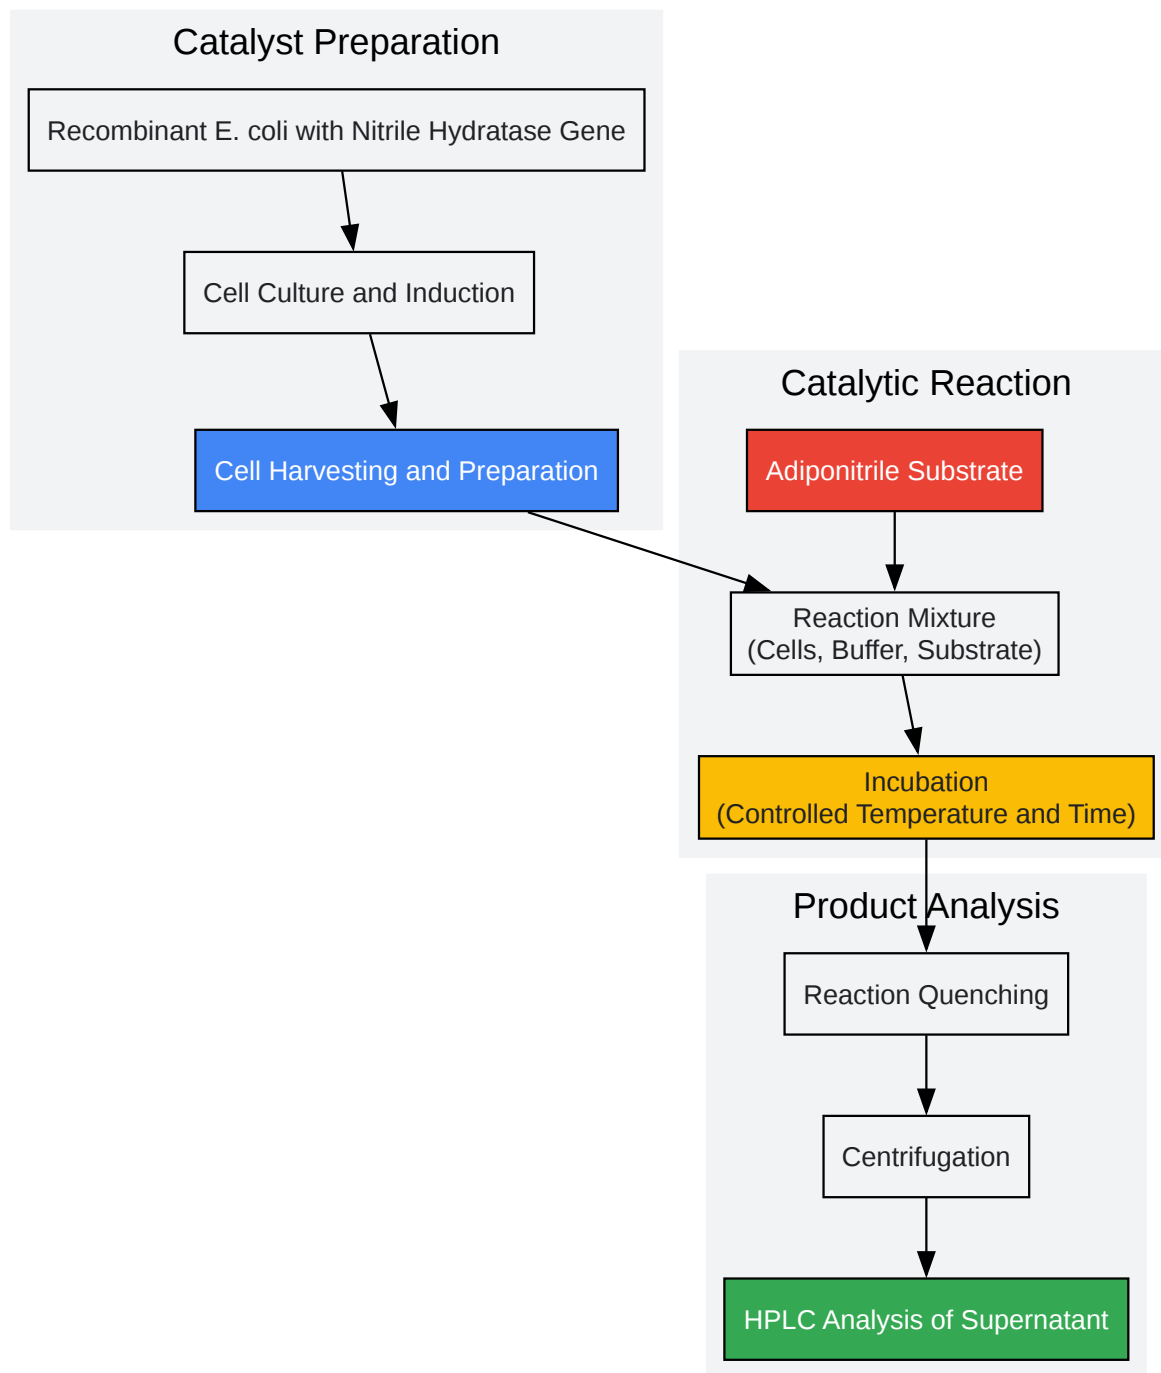 Catalyst Preparation
Recombinant E. coli with Nitrile Hydratase Gene
Cell Culture and Induction
Cell Harvesting and Preparation
Catalytic Reaction
Adiponitrile Substrate
Reaction Mixture
(Cells, Buffer, Substrate)
Incubation
(Controlled Temperature and Time)
Product Analysis
Reaction Quenching
Centrifugation
HPLC Analysis of Supernatant